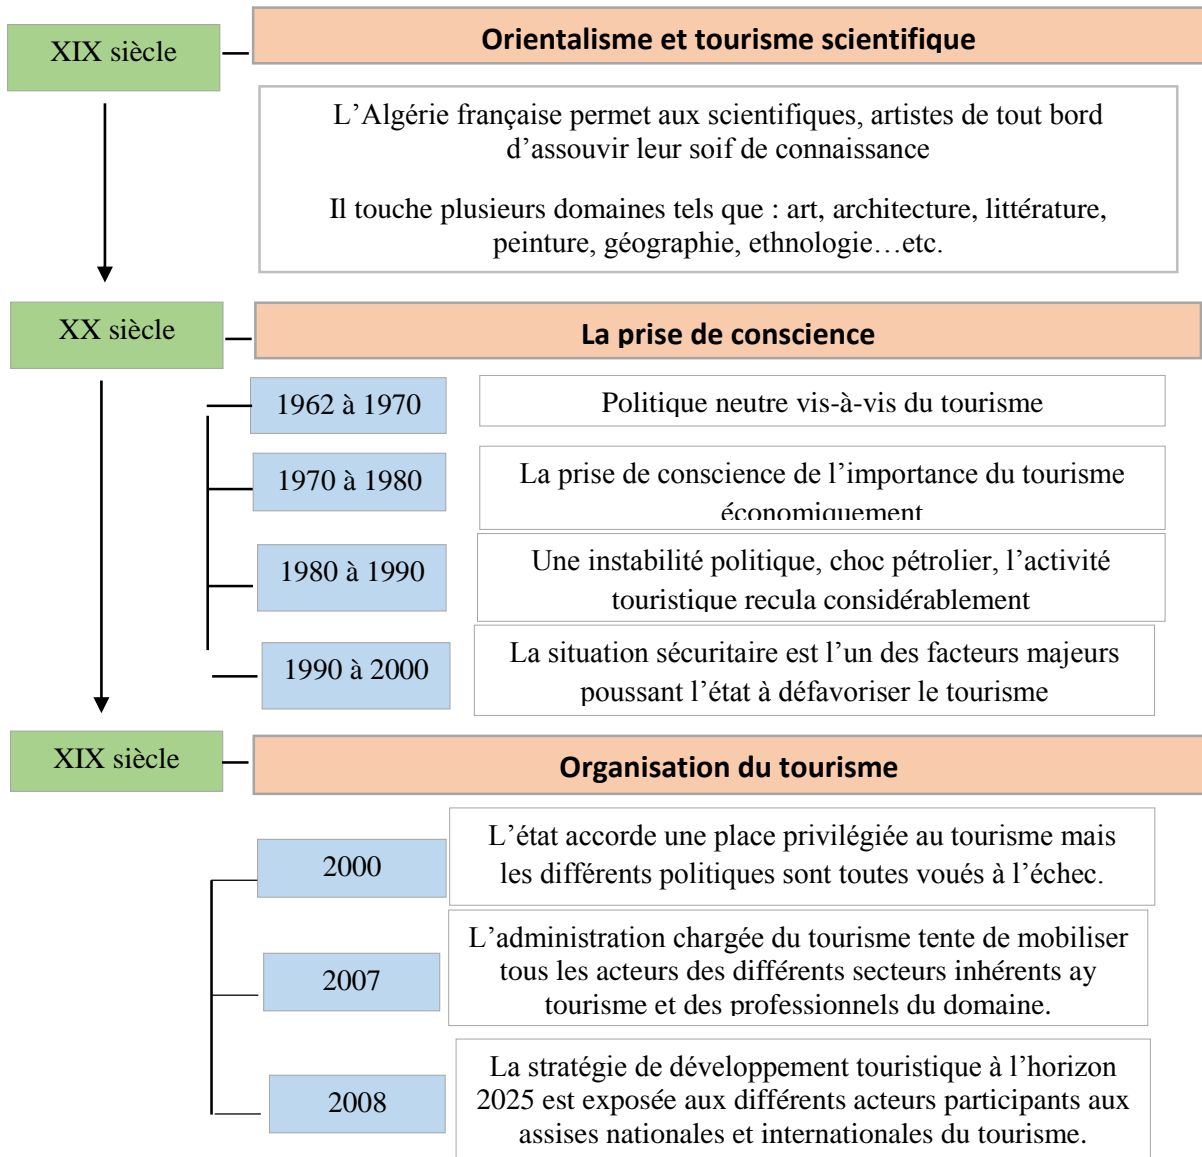 XIX siècle
Orientalisme et tourisme scientifique
L’Algérie française permet aux scientifiques, artistes de tout bord
d’assouvir leur soif de connaissance
Il touche plusieurs domaines tels que : art, architecture, littérature,
peinture, géographie, ethnologie…etc.
XX siècle
La prise de conscience
1962 à 1970
Politique neutre vis-à-vis du tourisme
1970 à 1980
La prise de conscience de l’importance du tourisme
économiquement
1980 à 1990
Une instabilité politique, choc pétrolier, l’activité
touristique recula considérablement
1990 à 2000
La situation sécuritaire est l’un des facteurs majeurs
poussant l’état à défavoriser le tourisme
XIX siècle
Organisation du tourisme
2000
L’état accorde une place privilégiée au tourisme mais
les différents politiques sont toutes voués à l’échec.
2007
L’administration chargée du tourisme tente de mobiliser
tous les acteurs des différents secteurs inhérents ay
tourisme et des professionnels du domaine.
2008
La stratégie de développement touristique à l’horizon
2025 est exposée aux différents acteurs participants aux
assises nationales et internationales du tourisme.